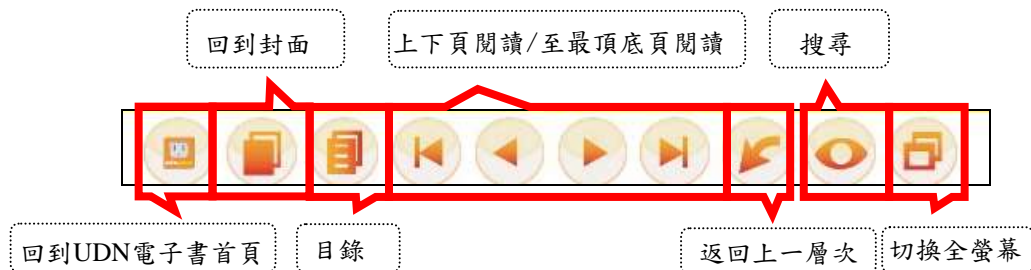 回到封面
上下頁閱讀/至最頂底頁閱讀
搜尋
回到UDN電子書首頁
目錄
返回上一層次
切換全螢幕